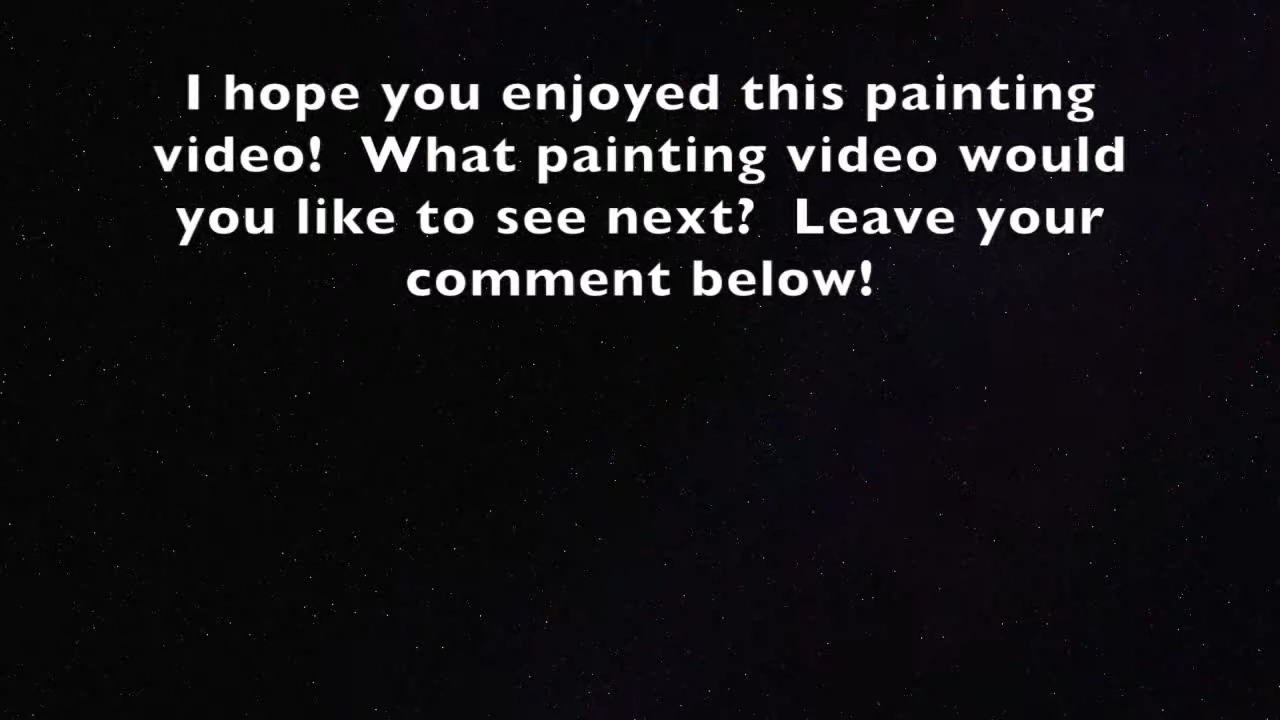 I hope you enjoyed this painting
video!  What painting video would
you like to see next?  Leave your
comment below!